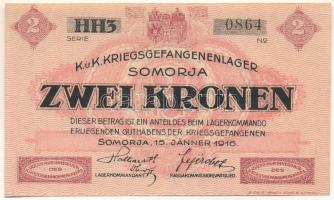 2 HH3 0864 2
SERIE Nº
K.u.K. KRIEGSGEFANGENENLAGER
SOMORJA
ZWEI KRONEN
DIESER BETRAG IST EIN ANTEIL DES BEIM LAGERKOMMANDO
ERLIEGENDEN GUTHABENS DER KRIEGSGEFANGENEN.
SOMORJA, 15. JÄNNER 1916.
LAGERKOMMANDANT